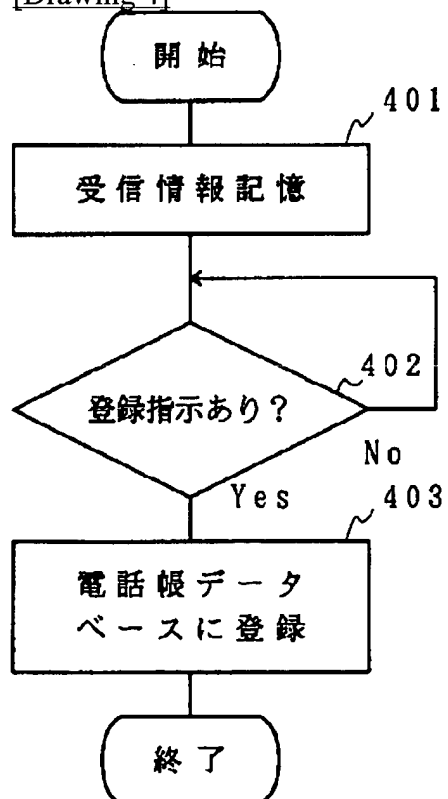 [Drawing 4]
開始
401
受信情報記憶
402
登録指示あり?
No
Yes
403
電話帳データ
ベースに登録
終了